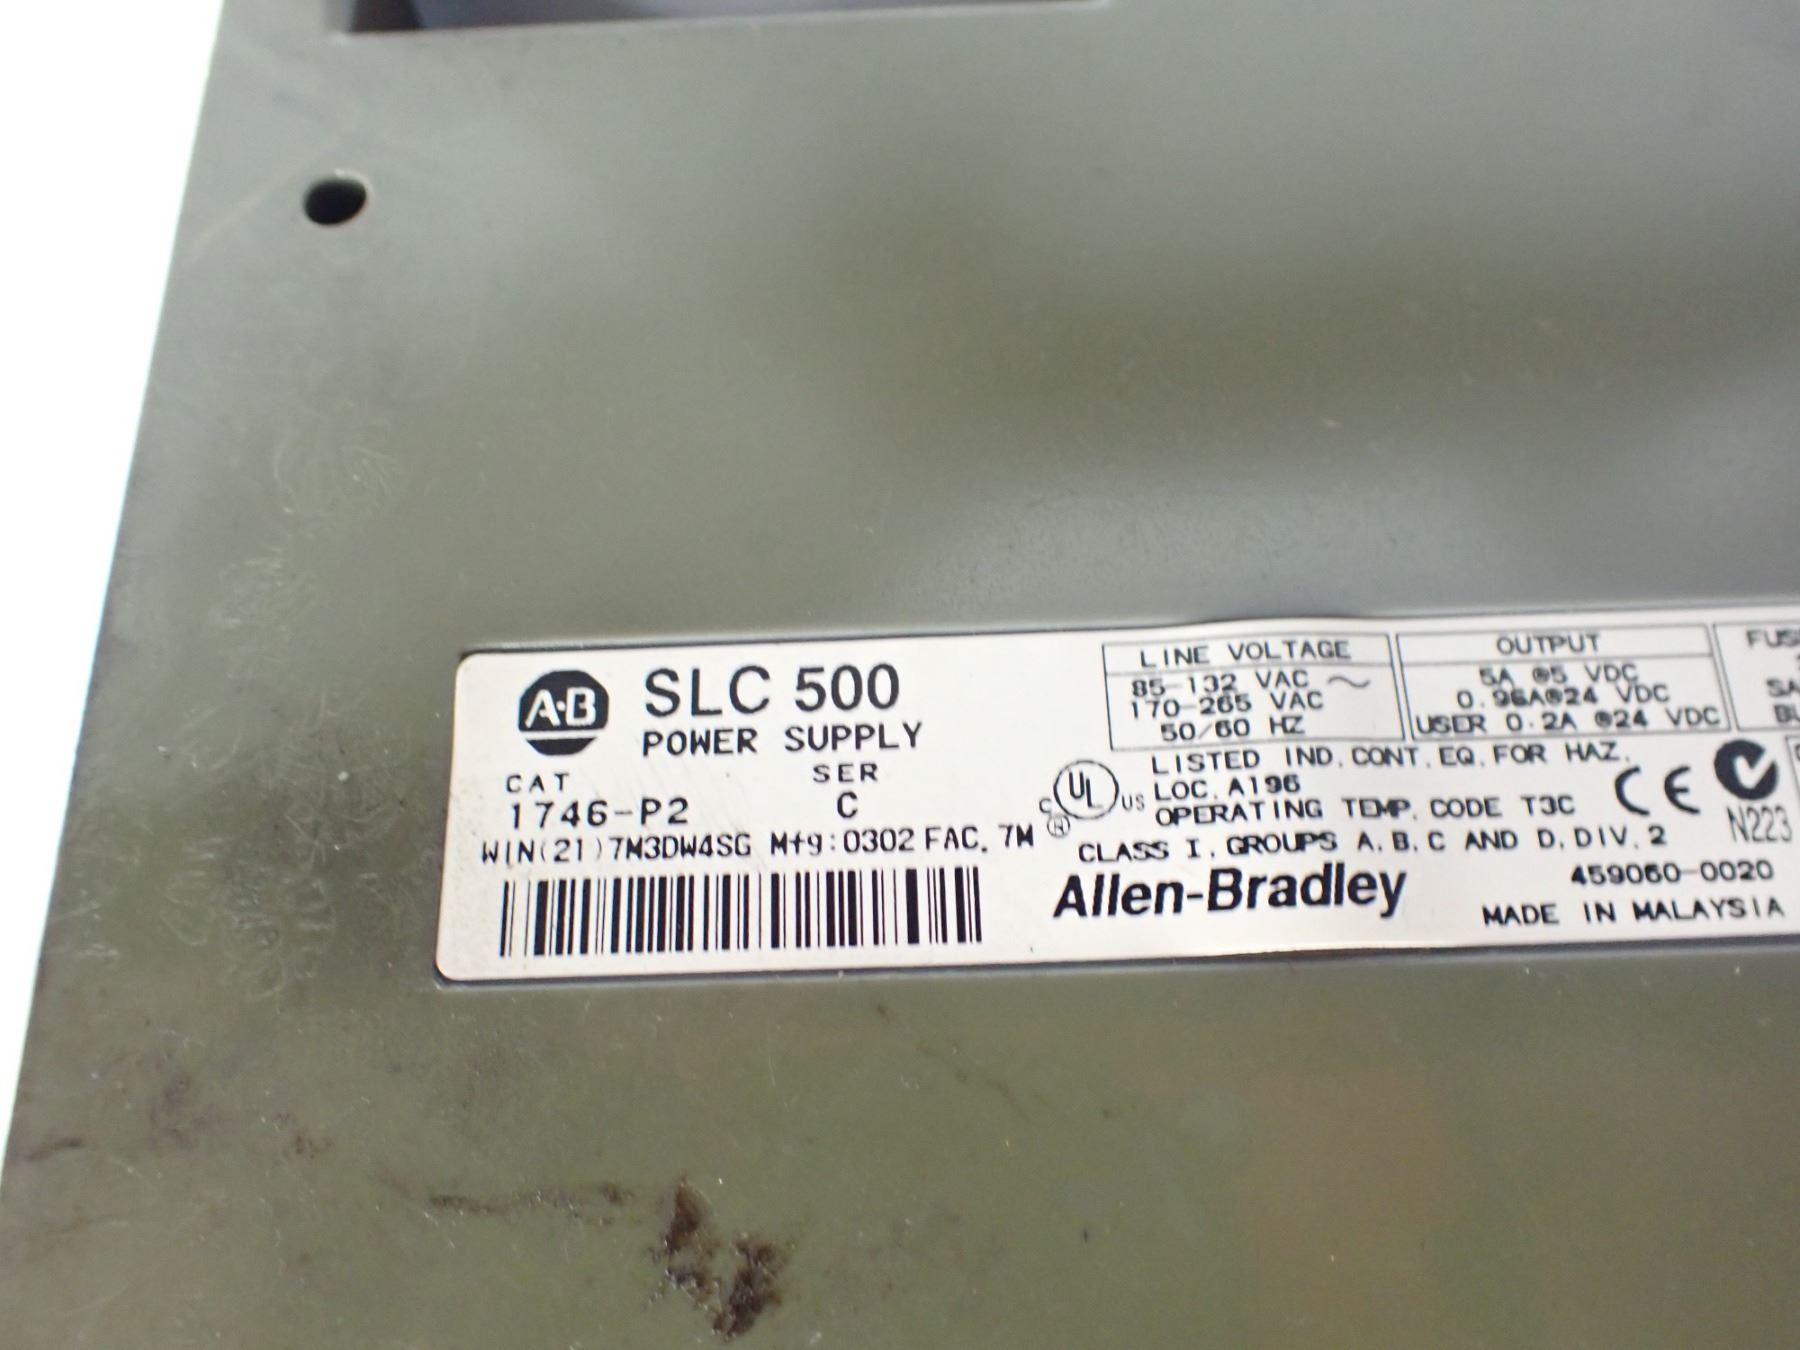 A·B SLC 500
POWER SUPPLY
CAT SER
1746-P2 C
WIN(21)7M3DW4SG Mfg:0302 FAC. 7M
LINE VOLTAGE
85-132 VAC ~
170-265 VAC
50/60 HZ
OUTPUT
5A @5 VDC
0.96A@24 VDC
USER 0.2A @24 VDC
C UL US ®
LISTED IND. CONT. EQ. FOR HAZ.
LOC. A196
OPERATING TEMP. CODE T3C
CLASS I, GROUPS A, B, C AND D, DIV. 2
CE
N223
Allen-Bradley
459060-0020
MADE IN MALAYSIA